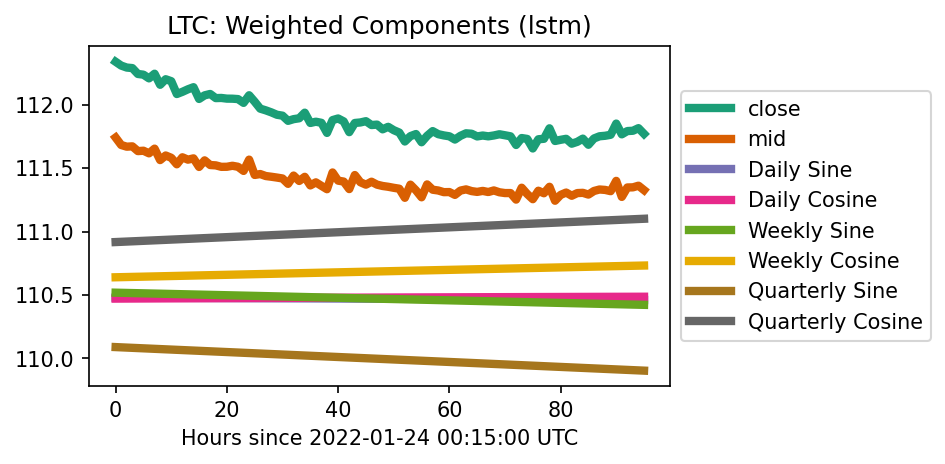 LTC: Weighted Components (lstm)
112.0
111.5
111.0
110.5
110.0
0 20 40 60 80
Hours since 2022-01-24 00:15:00 UTC
close
mid
Daily Sine
Daily Cosine
Weekly Sine
Weekly Cosine
Quarterly Sine
Quarterly Cosine